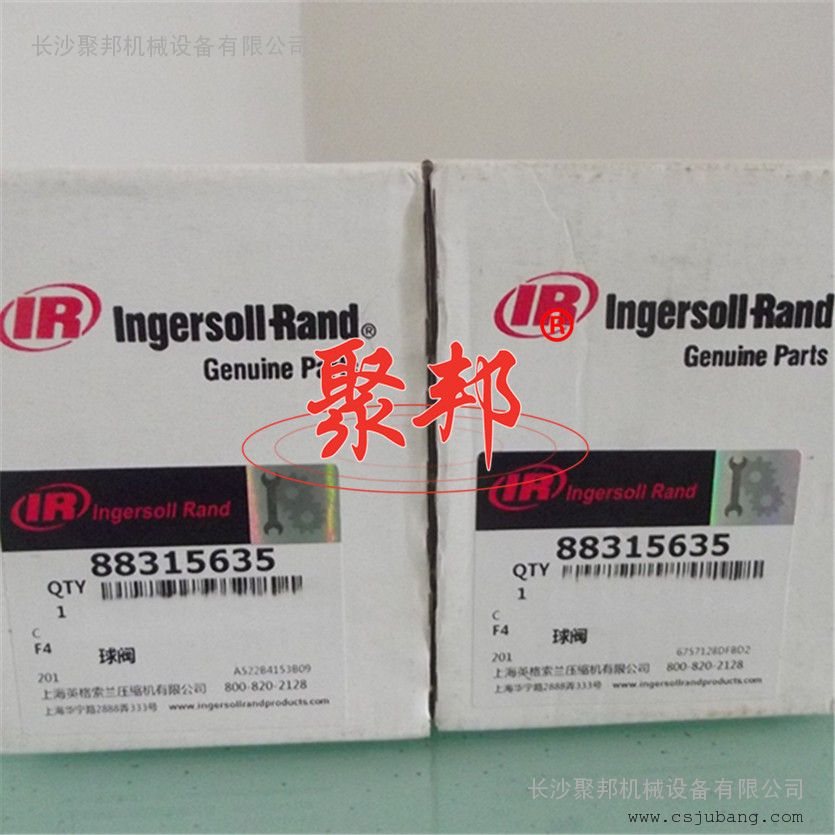 长沙聚邦机械设备有限公司
IR Ingersoll-Rand®
Genuine Parts
IR Ingersoll Rand
88315635
QTY
1
C
F4
球阀
201
A522B4153B09
上海英格索兰压缩机有限公司 800-820-2128
上海华宁路2888弄333号 www.ingersollrandproducts.com
IR Ingersoll-Rand
Genuine Parts
IR Ingersoll Rand
88315635
QTY
1
C
F4
球阀
201
6757128DFBD2
上海英格索兰压缩机有限公司 800-820-2128
上海华宁路2888弄333号 www.ingersollrandproducts.com
聚邦®
长沙聚邦机械设备有限公司
www.csjubang.com